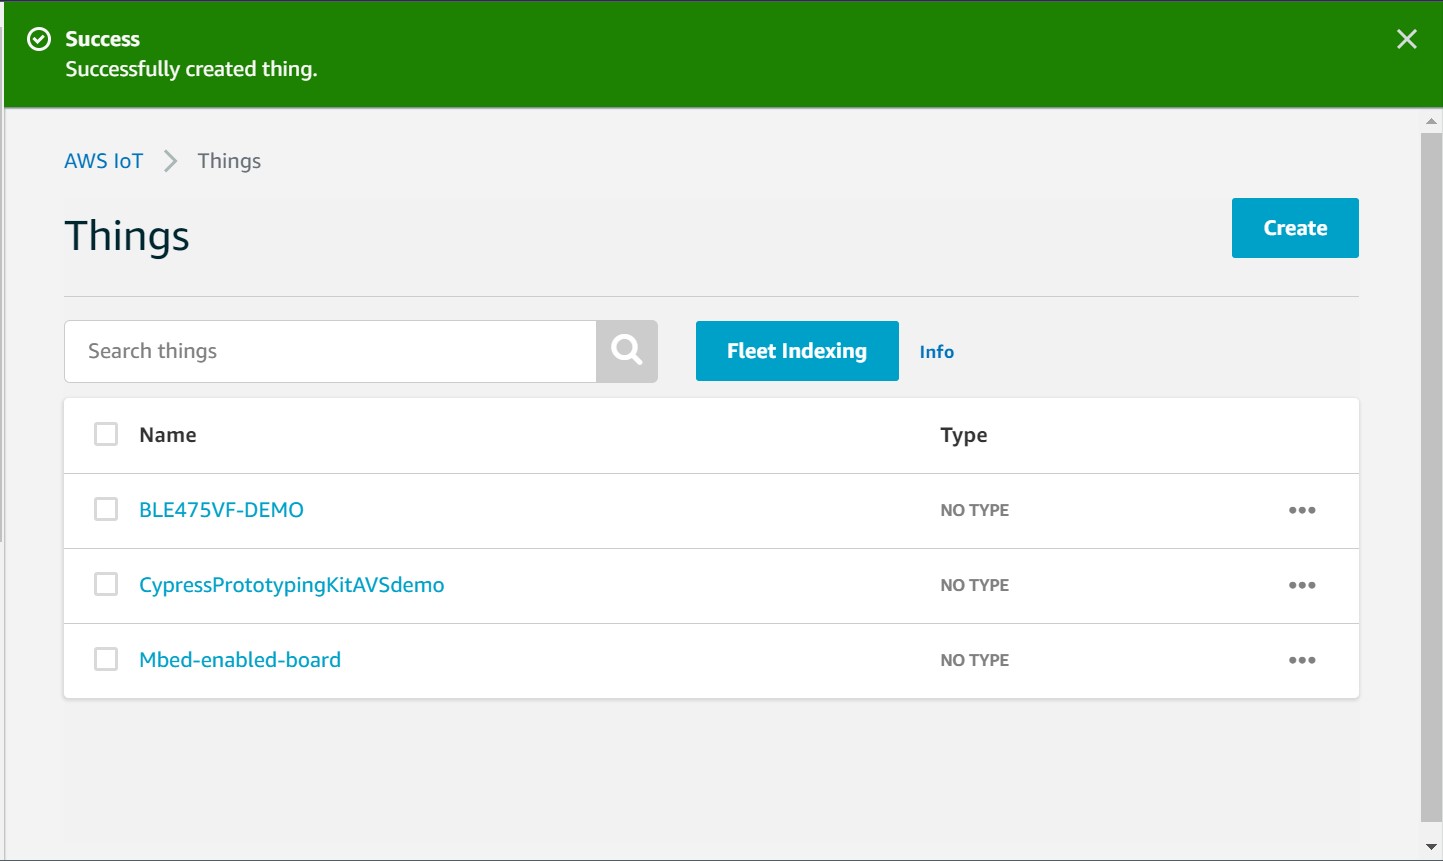 Success
Successfully created thing.
AWS IoT Things
Things
Create
Search things
Fleet Indexing
Info
Name Type
BLE475VF-DEMO NO TYPE
CypressPrototypingKitAVSdemo NO TYPE
Mbed-enabled-board NO TYPE